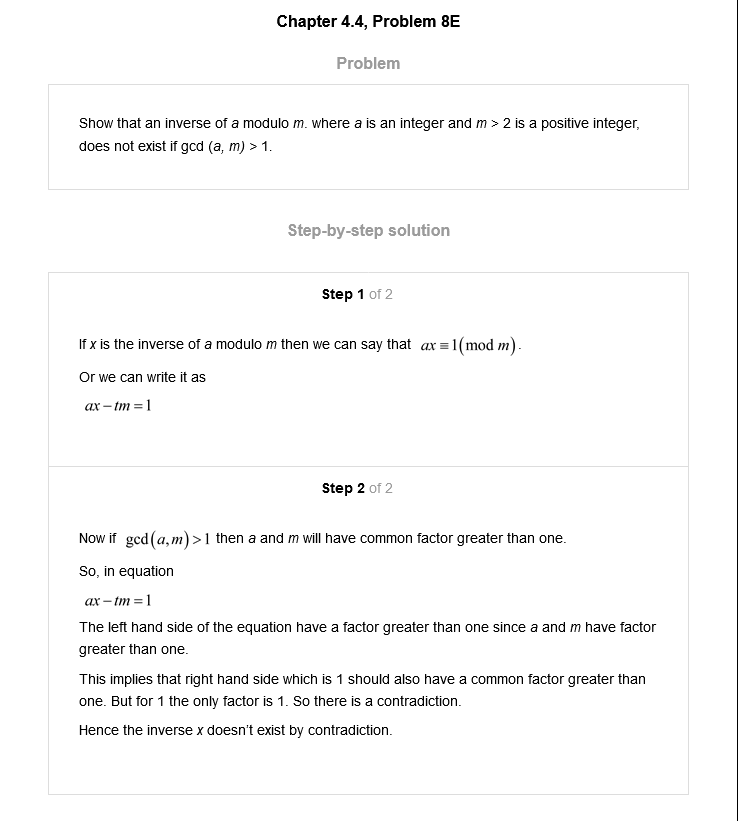 Chapter 4.4, Problem 8E
Problem
Show that an inverse of a modulo m. where a is an integer and m > 2 is a positive integer,
does not exist if gcd (a, m) > 1.
Step-by-step solution
Step 1 of 2
If x is the inverse of a modulo m then we can say that ax ≡ 1(mod m).
Or we can write it as
ax – tm = 1
Step 2 of 2
Now if gcd(a,m)>1 then a and m will have common factor greater than one.
So, in equation
ax – tm = 1
The left hand side of the equation have a factor greater than one since a and m have factor
greater than one.
This implies that right hand side which is 1 should also have a common factor greater than
one. But for 1 the only factor is 1. So there is a contradiction.
Hence the inverse x doesn't exist by contradiction.